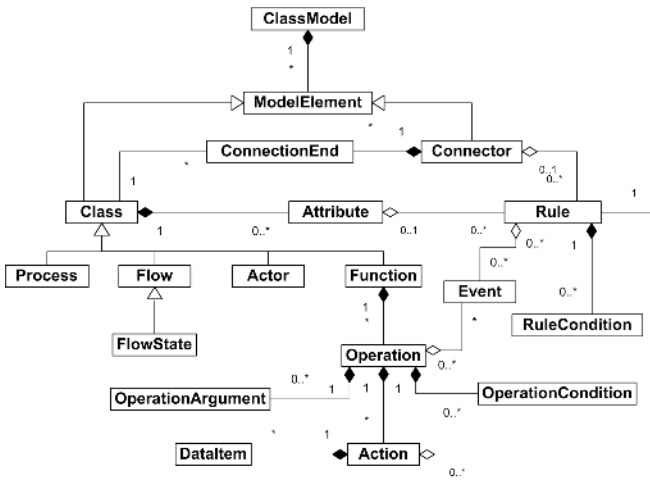 ClassModel
1
*
ModelElement
*
1
ConnectionEnd
Connector
*
0..1
0..*
1
1
Class
Attribute
Rule
1
0..*
0..1
0..*
0..*
1
Process
Flow
Actor
Function
0..*
Event
0..*
1
*
*
RuleCondition
FlowState
Operation
0..*
0..*
1
1
1
OperationArgument
OperationCondition
*
0..*
*
1
DataItem
Action
0..*